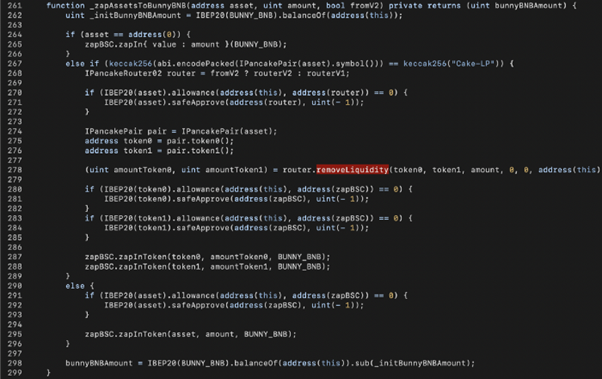 261 function _zapAssetsToBunnyBNB(address asset, uint amount, bool fromV2) private returns (uint bunnyBNBAmount) {
262 uint _initBunnyBNBAmount = IBEP20(BUNNY_BNB).balanceOf(address(this));
263
264 if (asset == address(0)) {
265 zapBSC.zapIn{ value : amount }(BUNNY_BNB);
266 }
267 else if (keccak256(abi.encodePacked(IPancakePair(asset).symbol())) == keccak256("Cake-LP")) {
268 IPancakeRouter02 router = fromV2 ? routerV2 : routerV1;
269
270 if (IBEP20(asset).allowance(address(this), address(router)) == 0) {
271 IBEP20(asset).safeApprove(address(router), uint(- 1));
272 }
273
274 IPancakePair pair = IPancakePair(asset);
275 address token0 = pair.token0();
276 address token1 = pair.token1();
277
278 (uint amountToken0, uint amountToken1) = router.removeLiquidity(token0, token1, amount, 0, 0, address(this)
279
280 if (IBEP20(token0).allowance(address(this), address(zapBSC)) == 0) {
281 IBEP20(token0).safeApprove(address(zapBSC), uint(- 1));
282 }
283 if (IBEP20(token1).allowance(address(this), address(zapBSC)) == 0) {
284 IBEP20(token1).safeApprove(address(zapBSC), uint(- 1));
285 }
286
287 zapBSC.zapInToken(token0, amountToken0, BUNNY_BNB);
288 zapBSC.zapInToken(token1, amountToken1, BUNNY_BNB);
289 }
290 else {
291 if (IBEP20(asset).allowance(address(this), address(zapBSC)) == 0) {
292 IBEP20(asset).safeApprove(address(zapBSC), uint(- 1));
293 }
294
295 zapBSC.zapInToken(asset, amount, BUNNY_BNB);
296 }
297
298 bunnyBNBAmount = IBEP20(BUNNY_BNB).balanceOf(address(this)).sub(_initBunnyBNBAmount);
299 }